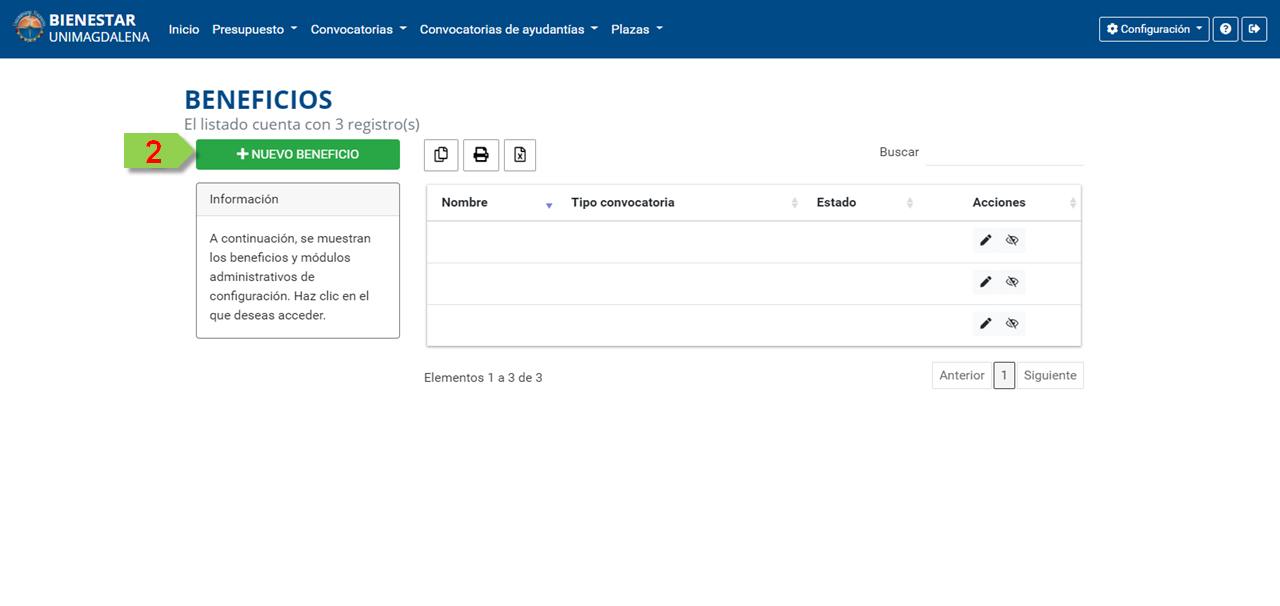 BIENESTAR
UNIMAGDALENA
Inicio Presupuesto Convocatorias Convocatorias de ayudantías Plazas Configuración
BENEFICIOS
El listado cuenta con 3 registro(s)
2
NUEVO BENEFICIO
Buscar
Información
A continuación, se muestran
los beneficios y módulos
administrativos de
configuración. Haz clic en el
que deseas acceder.
Nombre Tipo convocatoria Estado Acciones
Elementos 1 a 3 de 3
Anterior 1 Siguiente